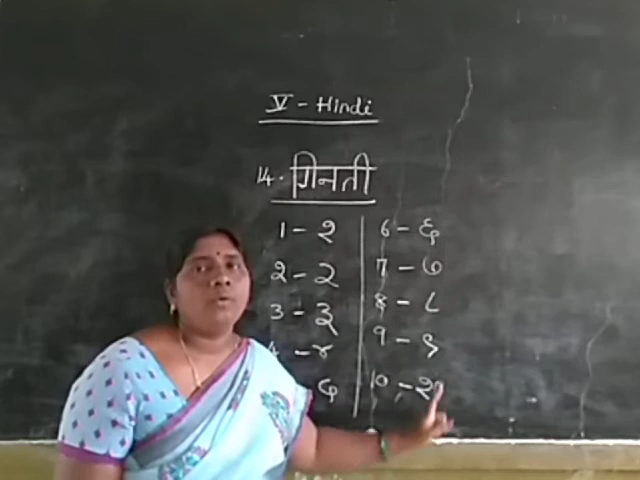 V - Hindi
14. गिनती
1 - १
2 - २
3 - ३
4 - ४
५
6 - ६
7 - ७
8 - ८
9 - ९
10 - १०